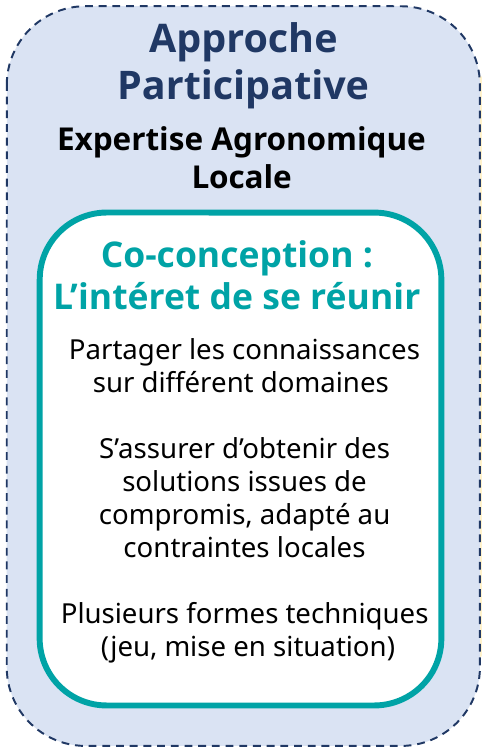 Approche
Participative
Expertise Agronomique
Locale
Co-conception :
L’intéret de se réunir
Partager les connaissances
sur différent domaines
S’assurer d’obtenir des
solutions issues de
compromis, adapté au
contraintes locales
Plusieurs formes techniques
(jeu, mise en situation)